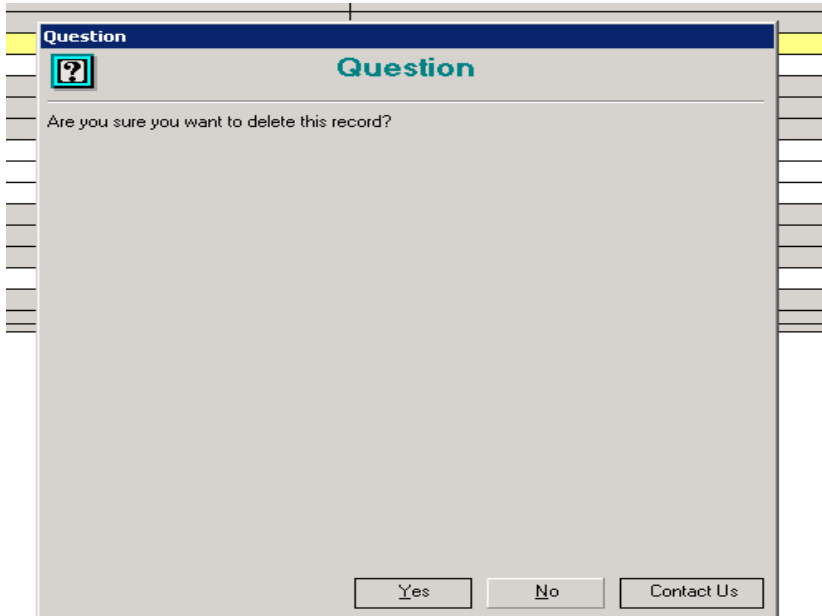 Question
Question
Are you sure you want to delete this record?
Yes No Contact Us